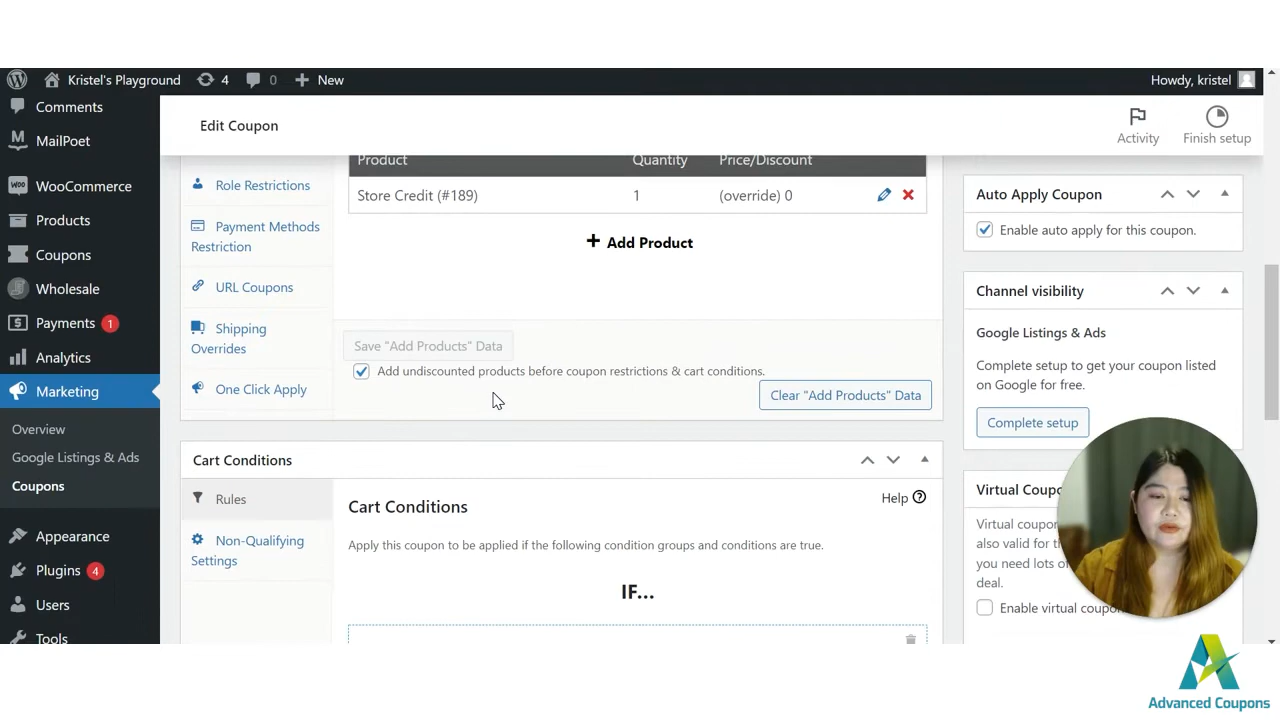 Kristel's Playground
4
0
New
Howdy, kristel
Comments
MailPoet
WooCommerce
Products
Coupons
Wholesale
Payments 1
Analytics
Marketing
Overview
Google Listings & Ads
Coupons
Appearance
Plugins 4
Users
Tools
Edit Coupon
Activity
Finish setup
Role Restrictions
Payment Methods
Restriction
URL Coupons
Shipping
Overrides
One Click Apply
Product Quantity Price/Discount
Store Credit (#189) 1 (override) 0
+ Add Product
Save "Add Products" Data
Add undiscounted products before coupon restrictions & cart conditions.
Clear "Add Products" Data
Cart Conditions
Rules
Non-Qualifying
Settings
Cart Conditions
Help
Apply this coupon to be applied if the following condition groups and conditions are true.
IF...
Auto Apply Coupon
Enable auto apply for this coupon.
Channel visibility
Google Listings & Ads
Complete setup to get your coupon listed
on Google for free.
Complete setup
Virtual
Virtual
also valid for
you need lots
deal.
Enable virtual
Advanced Coupons